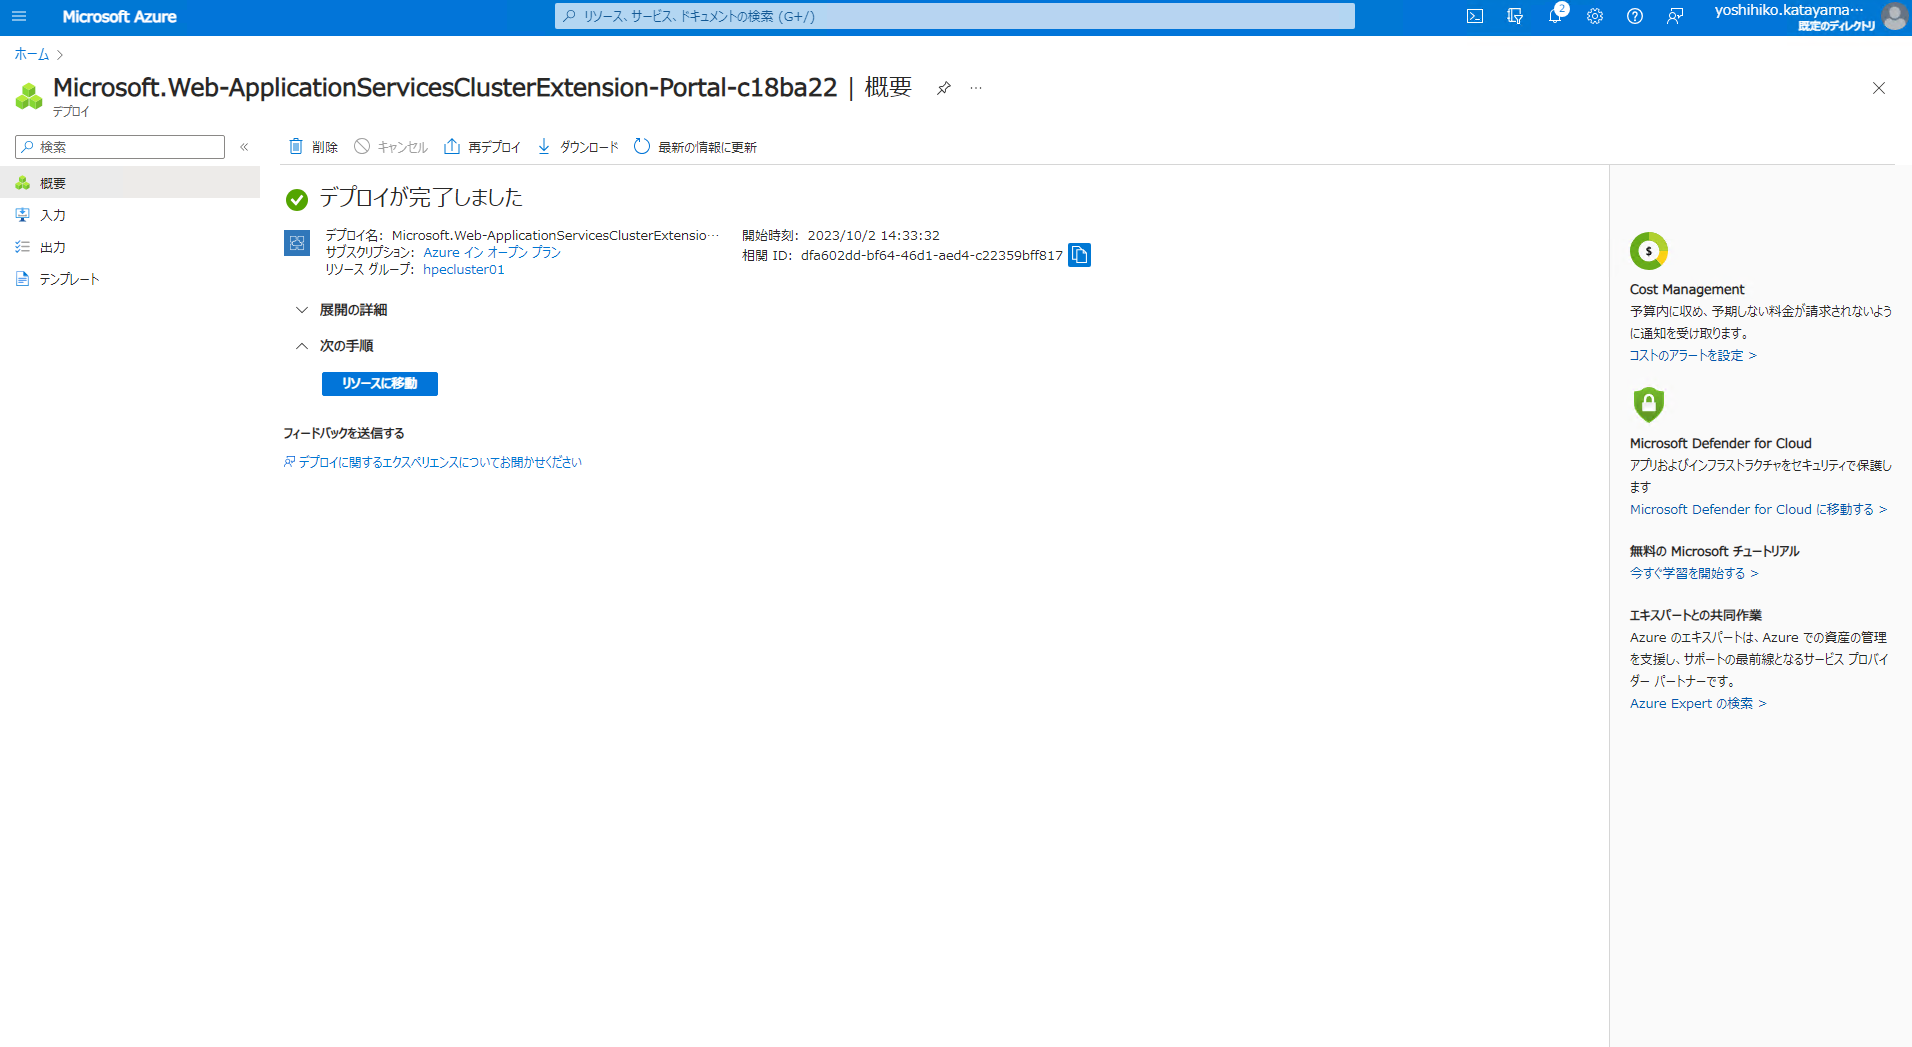 Microsoft Azure
リソース、サービス、ドキュメントの検索 (G+/)
2
yoshihiko.katayama…
既定のディレクトリ
ホーム >
Microsoft.Web-ApplicationServicesClusterExtension-Portal-c18ba22 | 概要
デプロイ
検索
概要
入力
出力
テンプレート
削除 キャンセル 再デプロイ ダウンロード 最新の情報に更新
デプロイが完了しました
デプロイ名: Microsoft.Web-ApplicationServicesClusterExtensio…
サブスクリプション: Azure イン オープン プラン
リソース グループ: hpecluster01
開始時刻: 2023/10/2 14:33:32
相関 ID: dfa602dd-bf64-46d1-aed4-c22359bff817
展開の詳細
次の手順
リソースに移動
フィードバックを送信する
デプロイに関するエクスペリエンスについてお聞かせください
Cost Management
予算内に収め、予期しない料金が請求されないよう
に通知を受け取ります。
コストのアラートを設定 >
Microsoft Defender for Cloud
アプリおよびインフラストラクチャをセキュリティで保護し
ます
Microsoft Defender for Cloud に移動する >
無料の Microsoft チュートリアル
今すぐ学習を開始する >
エキスパートとの共同作業
Azure のエキスパートは、Azure での資産の管理
を支援し、サポートの最前線となるサービス プロバイ
ダー パートナーです。
Azure Expert の検索 >